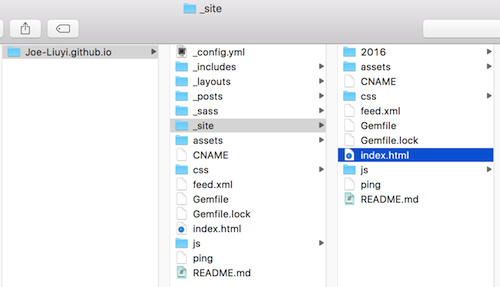 _site
Joe-Liuyi.github.io
_config.yml
_includes
_layouts
_posts
_sass
_site
assets
CNAME
css
feed.xml
Gemfile
Gemfile.lock
index.html
js
ping
README.md
2016
assets
CNAME
css
feed.xml
Gemfile
Gemfile.lock
index.html
js
ping
README.md